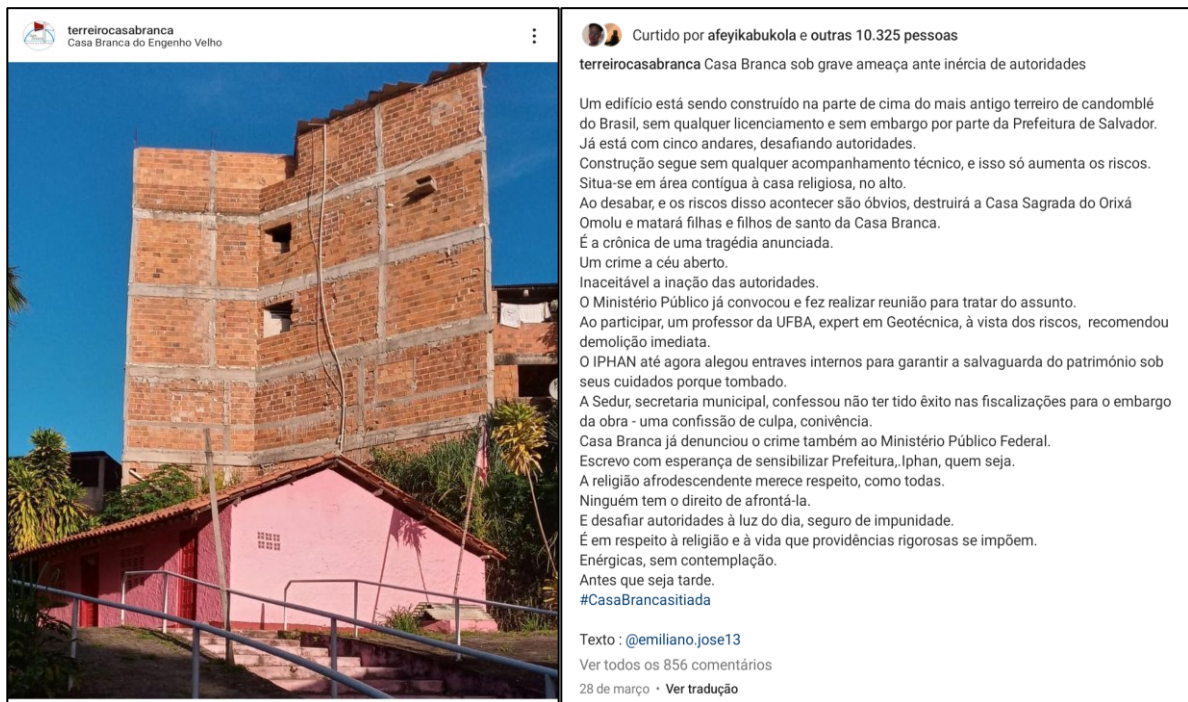 terreirocasabranca
Casa Branca do Engenho Velho
Curtido por afeyikabukola e outras 10.325 pessoas
terreirocasabranca Casa Branca sob grave ameaça ante inércia de autoridades
Um edifício está sendo construído na parte de cima do mais antigo terreiro de candomblé
do Brasil, sem qualquer licenciamento e sem embargo por parte da Prefeitura de Salvador.
Já está com cinco andares, desafiando autoridades.
Construção segue sem qualquer acompanhamento técnico, e isso só aumenta os riscos.
Situa-se em área contígua à casa religiosa, no alto.
Ao desabar, e os riscos disso acontecer são óbvios, destruirá a Casa Sagrada do Orixá
Omolu e matará filhas e filhos de santo da Casa Branca.
É a crônica de uma tragédia anunciada.
Um crime a céu aberto.
Inaceitável a inação das autoridades.
O Ministério Público já convocou e fez realizar reunião para tratar do assunto.
Ao participar, um professor da UFBA, expert em Geotécnica, à vista dos riscos, recomendou
demolição imediata.
O IPHAN até agora alegou entraves internos para garantir a salvaguarda do património sob
seus cuidados porque tombado.
A Sedur, secretaria municipal, confessou não ter tido êxito nas fiscalizações para o embargo
da obra - uma confissão de culpa, conivência.
Casa Branca já denunciou o crime também ao Ministério Público Federal.
Escrevo com esperança de sensibilizar Prefeitura,.Iphan, quem seja.
A religião afrodescendente merece respeito, como todas.
Ninguém tem o direito de afrontá-la.
E desafiar autoridades à luz do dia, seguro de impunidade.
É em respeito à religião e à vida que providências rigorosas se impõem.
Enérgicas, sem contemplação.
Antes que seja tarde.
#CasaBrancasitiada
Texto : @emiliano.jose13
Ver todos os 856 comentários
28 de março • Ver tradução